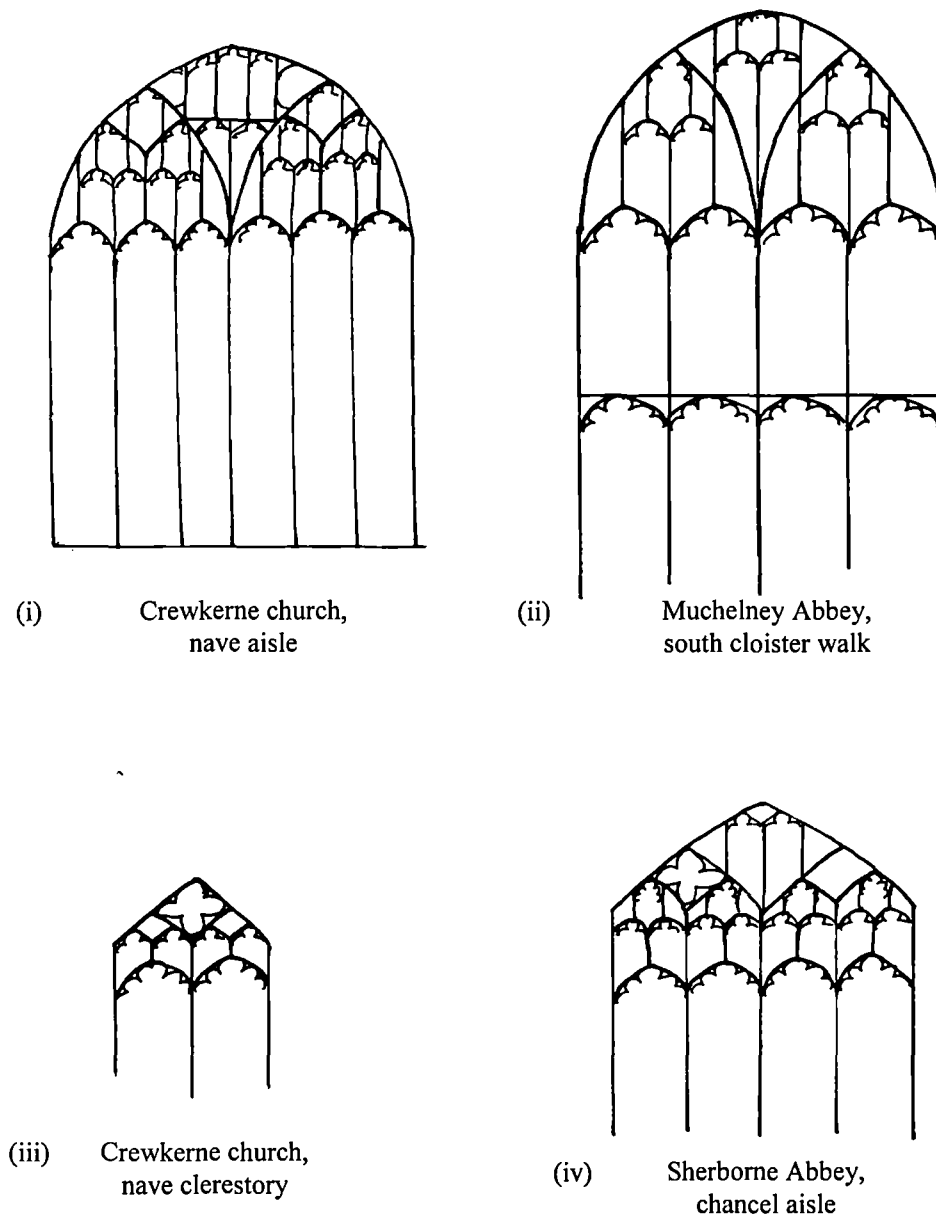 (i) Crewkerne church,
nave aisle
(ii) Muchelney Abbey,
south cloister walk
(iii) Crewkerne church,
nave clerestory
(iv) Sherborne Abbey,
chancel aisle